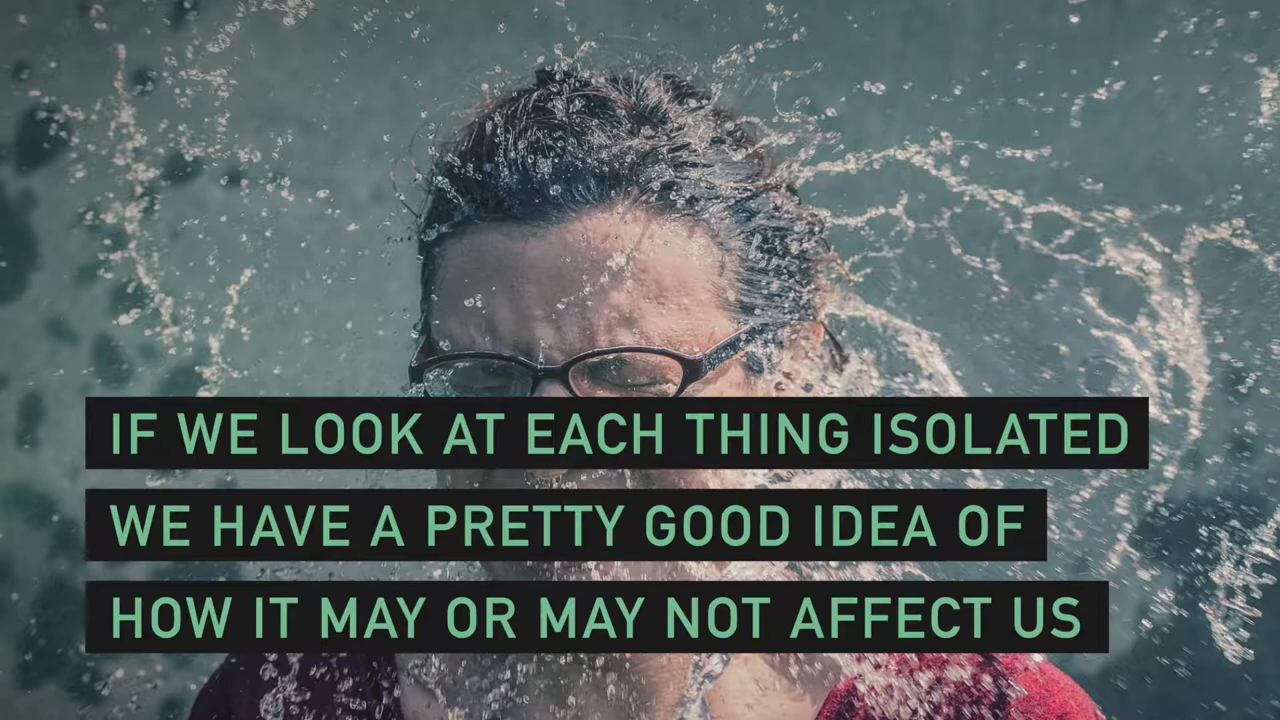 IF WE LOOK AT EACH THING ISOLATED
WE HAVE A PRETTY GOOD IDEA OF
HOW IT MAY OR MAY NOT AFFECT US